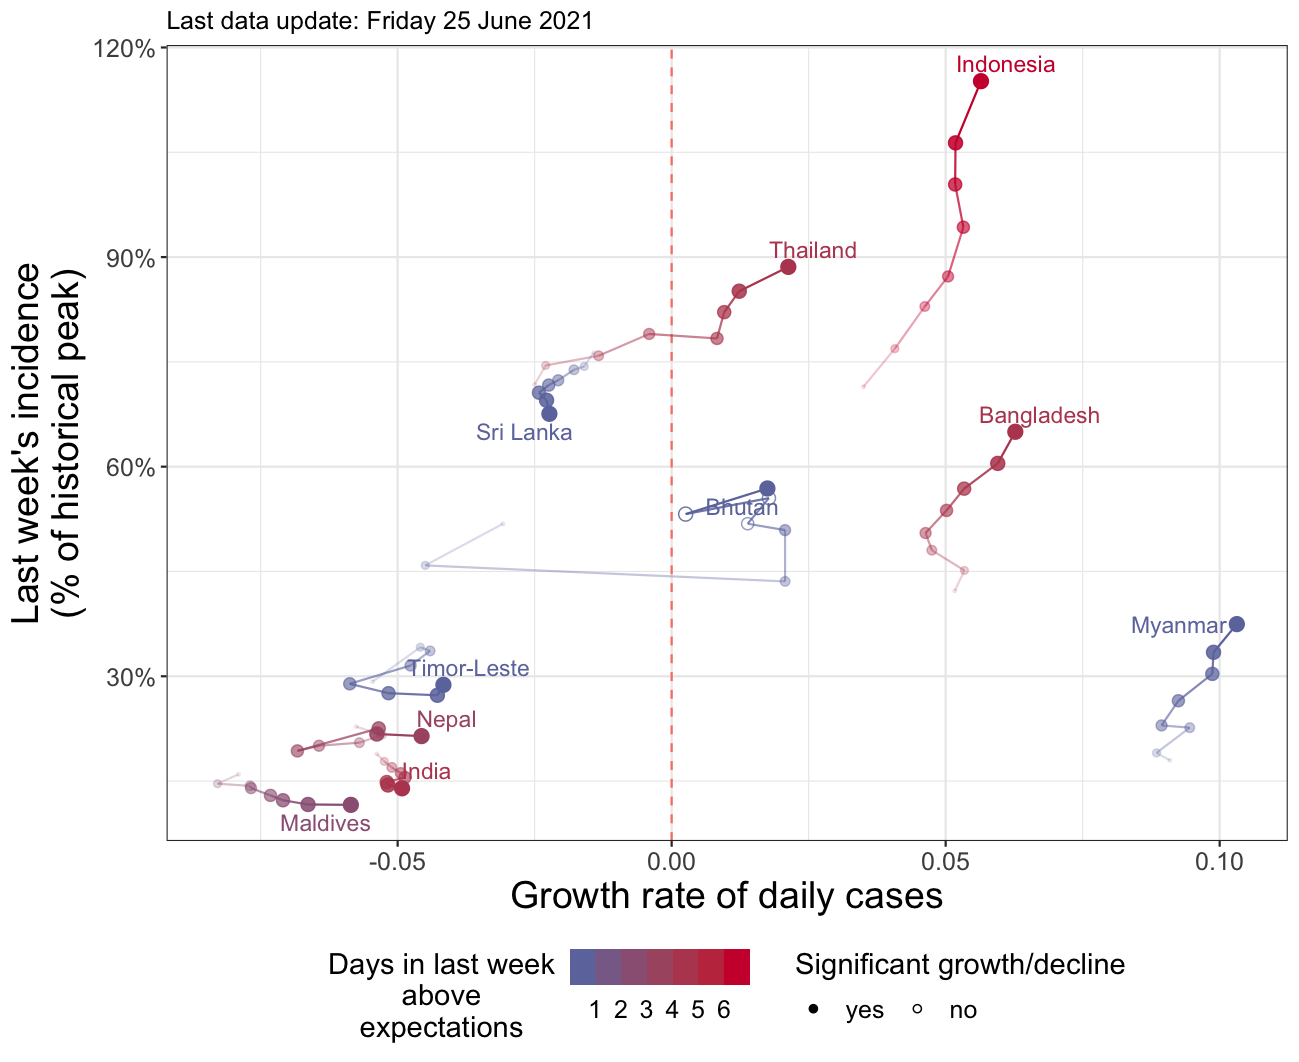 Last data update: Friday 25 June 2021
120%
90%
60%
30%
Last week's incidence
(% of historical peak)
Indonesia
Thailand
Sri Lanka
Bangladesh
Bhutan
Myanmar
Timor-Leste
Nepal
India
Maldives
-0.05
0.00
0.05
0.10
Growth rate of daily cases
Days in last week
above
expectations
1 2 3 4 5 6
Significant growth/decline
yes no